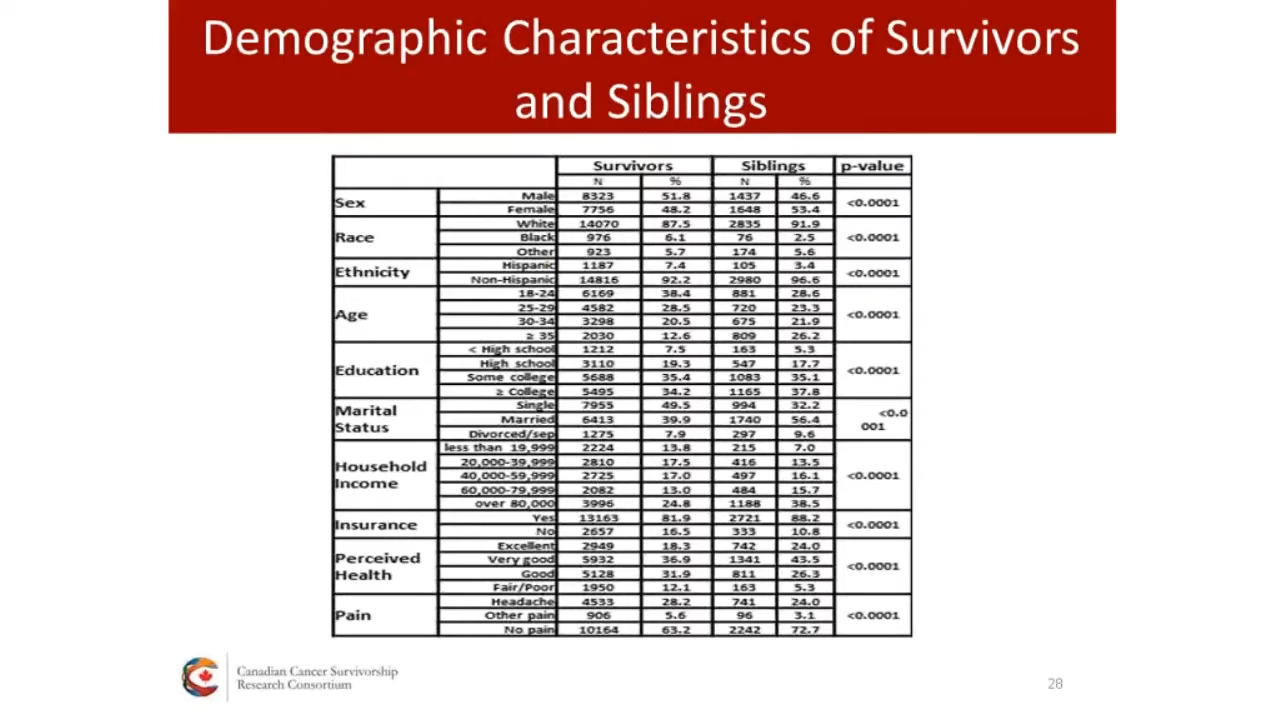 Demographic Characteristics of Survivors
and Siblings
Survivors Siblings p-value
N % N %
Sex Male 8323 51.8 1437 46.6 <0.0001
Female 7756 48.2 1648 53.4
Race White 14070 87.5 2835 91.9 <0.0001
Black 976 6.1 76 2.5
Other 923 5.7 174 5.6
Ethnicity Hispanic 1187 7.4 105 3.4 <0.0001
Non-Hispanic 14816 92.2 2980 96.6
Age 18-24 6169 38.4 881 28.6 <0.0001
25-29 4582 28.5 720 23.3
30-34 3298 20.5 675 21.9
≥ 35 2030 12.6 809 26.2
Education < High school 1212 7.5 163 5.3 <0.0001
High school 3110 19.3 547 17.7
Some college 5688 35.4 1083 35.1
≥ College 5495 34.2 1165 37.8
Marital Status Single 7955 49.5 994 32.2 <0.0
001
Married 6413 39.9 1740 56.4
Divorced/sep 1275 7.9 297 9.6
Household Income less than 19,999 2224 13.8 215 7.0 <0.0001
20,000-39,999 2810 17.5 416 13.5
40,000-59,999 2725 17.0 497 16.1
60,000-79,999 2082 13.0 484 15.7
over 80,000 3996 24.8 1188 38.5
Insurance Yes 13163 81.9 2721 88.2 <0.0001
No 2657 16.5 333 10.8
Perceived Health Excellent 2949 18.3 742 24.0 <0.0001
Very good 5932 36.9 1341 43.5
Good 5128 31.9 811 26.3
Fair/Poor 1950 12.1 163 5.3
Pain Headache 4533 28.2 741 24.0 <0.0001
Other pain 906 5.6 96 3.1
No pain 10164 63.2 2242 72.7
Canadian Cancer Survivorship
Research Consortium
28